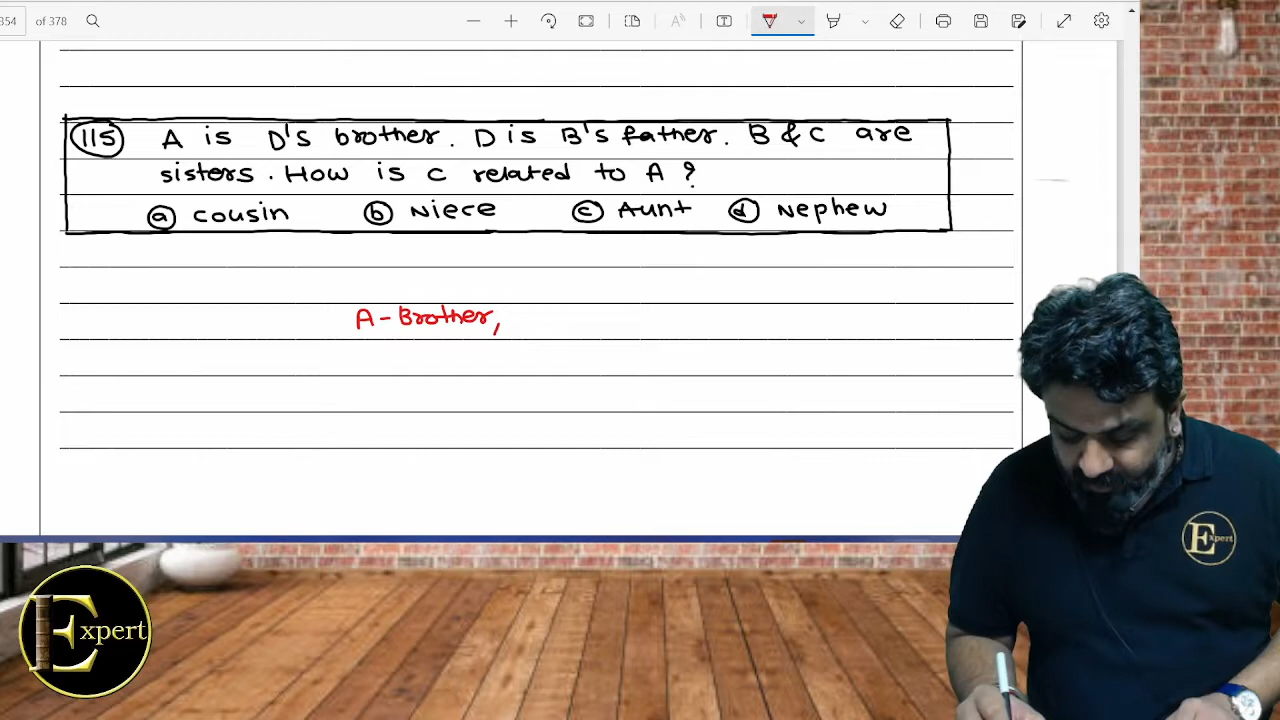 354 of 378
115 A is D's brother. D is B's father. B & C are
sisters. How is C related to A ?
a cousin b Niece c Aunt d Nephew
A - Brother,
Expert
Expert